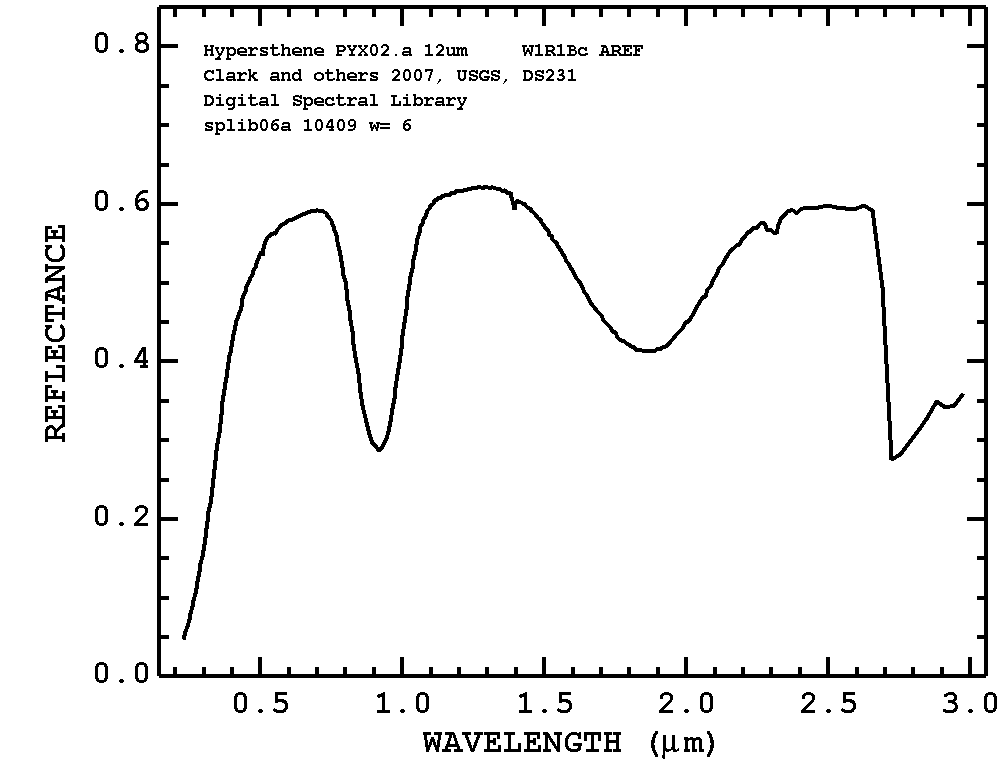 0.8
Hypersthene PYX02.a 12um W1R1Bc AREF
Clark and others 2007, USGS, DS231
Digital Spectral Library
splib06a 10409 w= 6
0.6
REFLECTANCE
0.4
0.2
0.0
0.5 1.0 1.5 2.0 2.5 3.0
WAVELENGTH (μm)